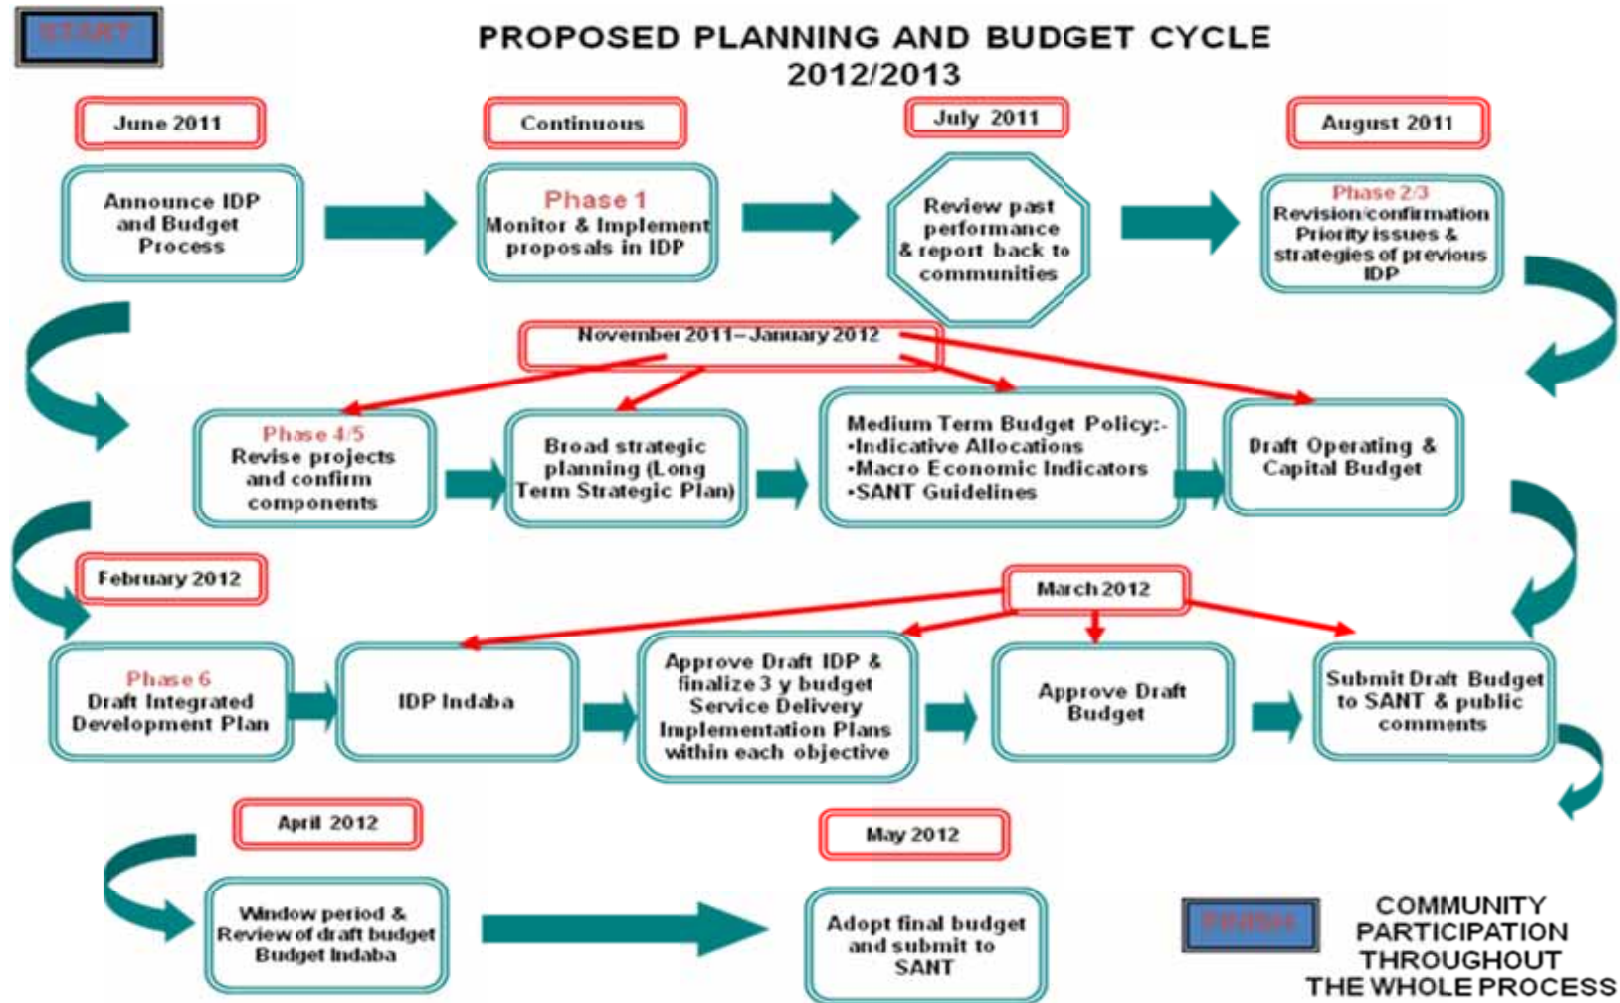 START
PROPOSED PLANNING AND BUDGET CYCLE
2012/2013
June 2011
Continuous
July 2011
August 2011
Announce IDP
and Budget
Process
Phase 1
Monitor & Implement
proposals in IDP
Review past
performance
& report back to
communities
Phase 2/3
Revision/confirmation
Priority issues &
strategies of previous
IDP
November 2011–January 2012
Phase 4/5
Revise projects
and confirm
components
Broad strategic
planning (Long
Term Strategic Plan)
Medium Term Budget Policy:-
•Indicative Allocations
•Macro Economic Indicators
•SANT Guidelines
Draft Operating &
Capital Budget
February 2012
March 2012
Phase 6
Draft Integrated
Development Plan
IDP Indaba
Approve Draft IDP &
finalize 3 y budget
Service Delivery
Implementation Plans
within each objective
Approve Draft
Budget
Submit Draft Budget
to SANT & public
comments
April 2012
May 2012
Window period &
Review of draft budget
Budget Indaba
Adopt final budget
and submit to
SANT
FINISH
COMMUNITY
PARTICIPATION
THROUGHOUT
THE WHOLE PROCESS